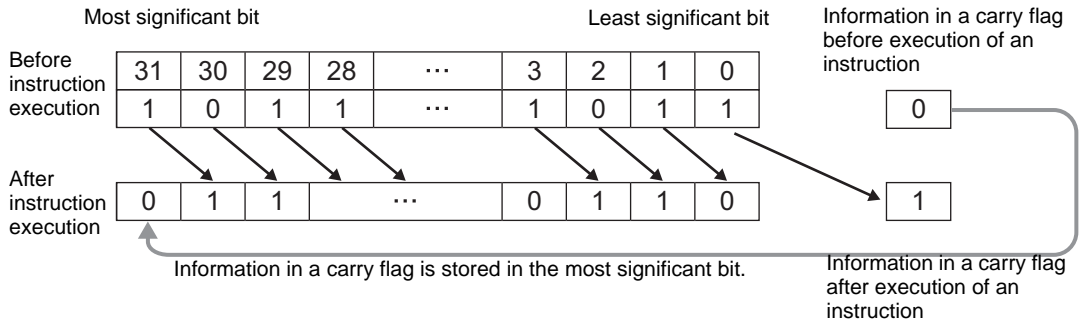 Most significant bit
Least significant bit
Information in a carry flag
before execution of an
instruction
Before
instruction
execution
31 30 29 28 ... 3 2 1 0
1 0 1 1 ... 1 0 1 1
0
After
instruction
execution
0 1 1 ... 0 1 1 0
1
Information in a carry flag is stored in the most significant bit.
Information in a carry flag
after execution of an
instruction